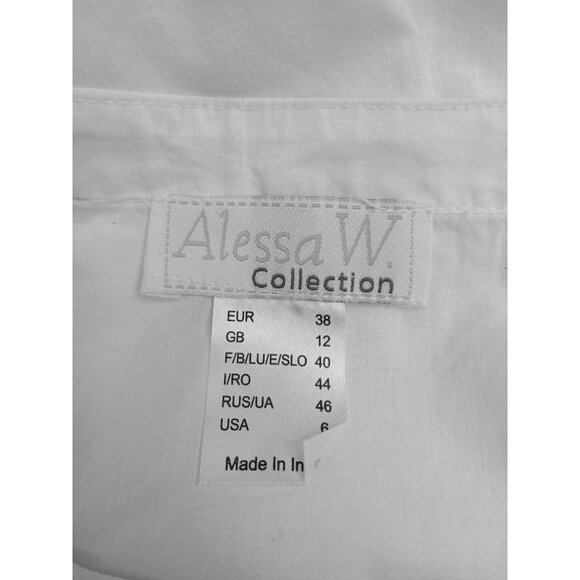 Alessa W.
Collection
EUR 38
GB 12
F/B/LU/E/SLO 40
I/RO 44
RUS/UA 46
USA 6
Made In In